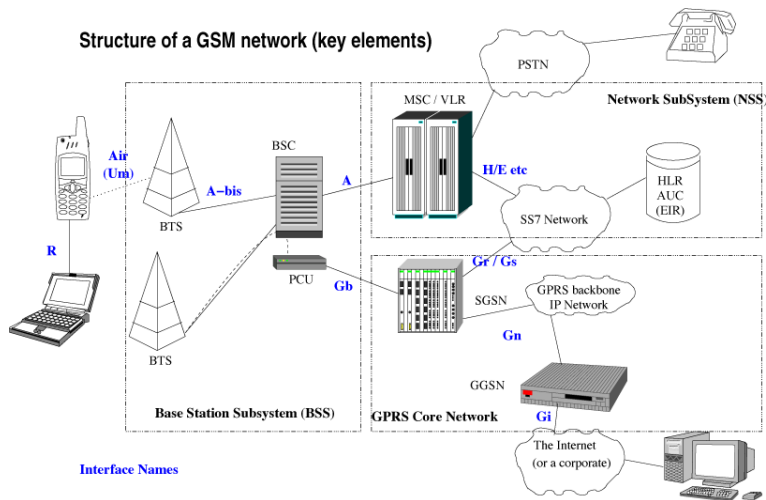 Structure of a GSM network (key elements)
PSTN
MSC / VLR
Network SubSystem (NSS)
BSC
Air
(Um)
A-bis
A
H/E etc
HLR
AUC
(EIR)
BTS
SS7 Network
R
Gr / Gs
PCU
Gb
SGSN
GPRS backbone
IP Network
Gn
BTS
GGSN
Base Station Subsystem (BSS)
GPRS Core Network
Gi
The Internet
(or a corporate)
Interface Names